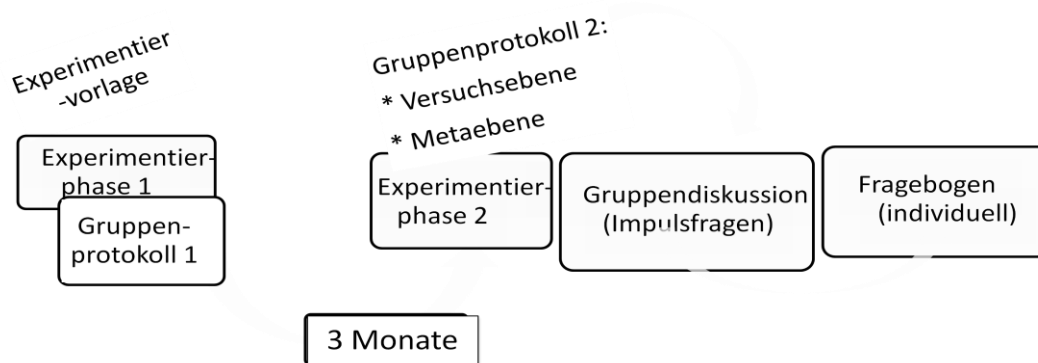 Experimentier
-vorlage
Experimentier-
phase 1
Gruppen-
protokoll 1
3 Monate
Gruppenprotokoll 2:
* Versuchsebene
* Metaebene
Experimentier-
phase 2
Gruppendiskussion
(Impulsfragen)
Fragebogen
(individuell)